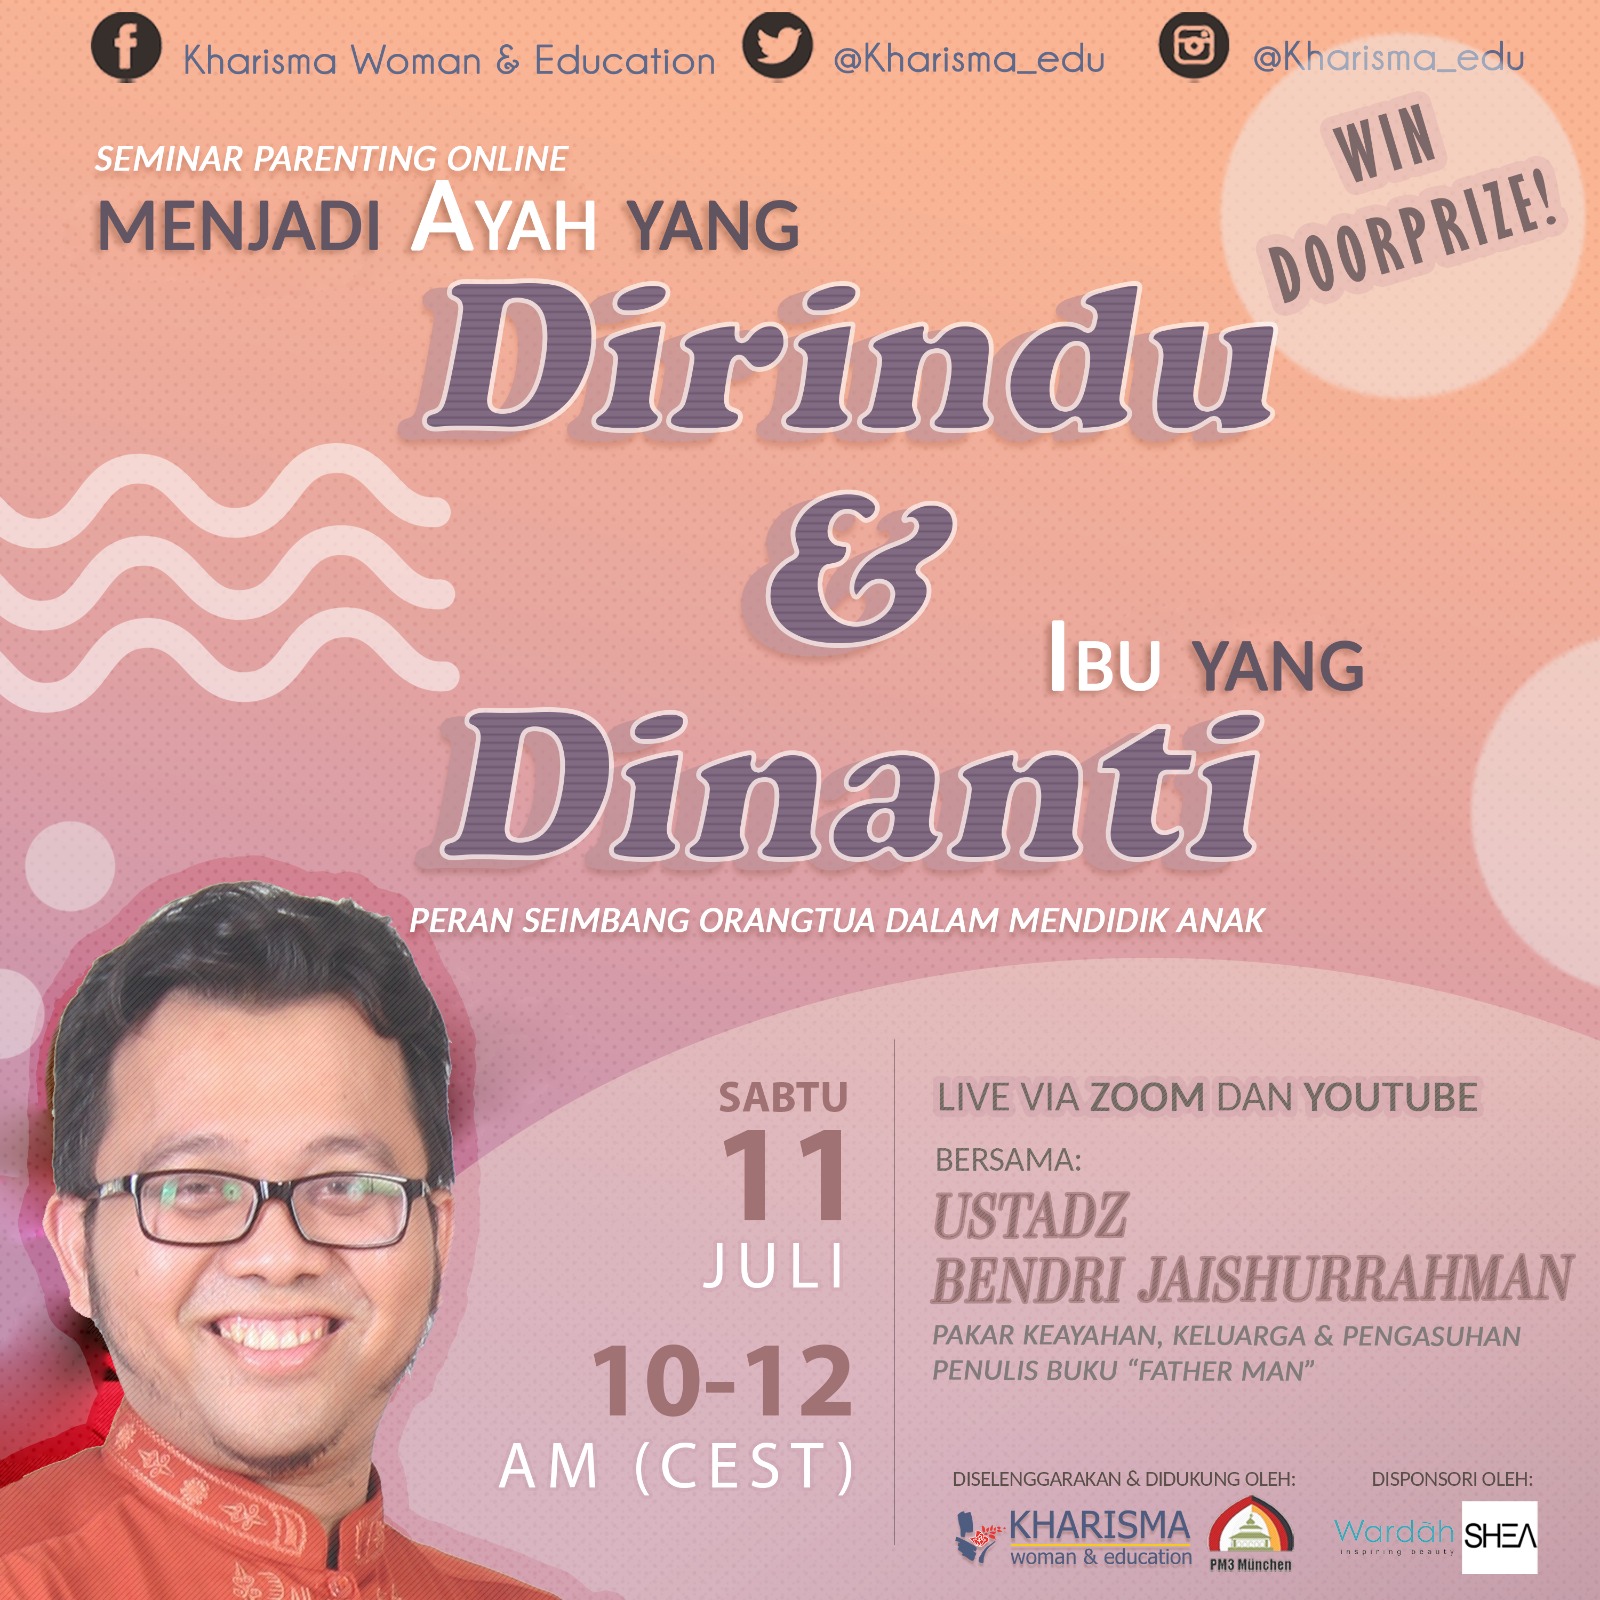 Kharisma Woman & Education
@Kharisma_edu
@Kharisma_edu
WIN
DOORPRIZE!
SEMINAR PARENTING ONLINE
MENJADI AYAH YANG
Dirindu
&
IBU YANG
Dinanti
PERAN SEIMBANG ORANGTUA DALAM MENDIDIK ANAK
SABTU
11
JULI
10-12
AM (CEST)
LIVE VIA ZOOM DAN YOUTUBE
BERSAMA:
USTADZ
BENDRI JAISHURRAHMAN
PAKAR KEAYAHAN, KELUARGA & PENGASUHAN
PENULIS BUKU "FATHER MAN"
DISELENGGARAKAN & DIDUKUNG OLEH:
KHARISMA
woman & education
PM3 München
DISPONSORI OLEH:
Wardăh
inspiring beauty
SHEA